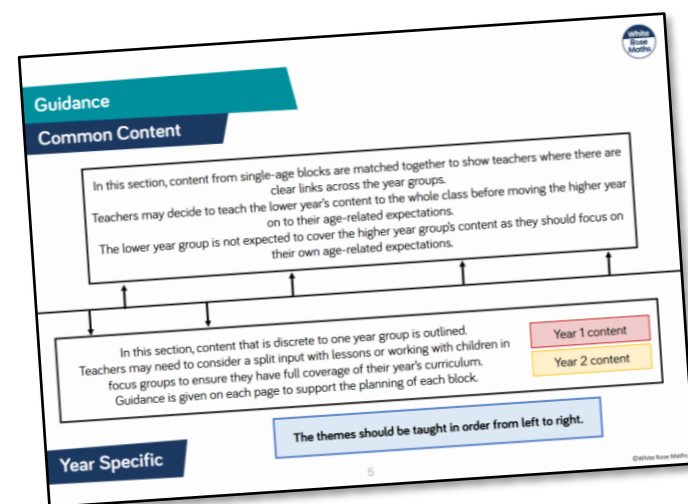 White
Rose
Maths
Guidance
Common Content
In this section, content from single-age blocks are matched together to show teachers where there are
clear links across the year groups.
Teachers may decide to teach the lower year's content to the whole class before moving the higher year
on to their age-related expectations.
The lower year group is not expected to cover the higher year group's content as they should focus on
their own age-related expectations.
In this section, content that is discrete to one year group is outlined.
Teachers may need to consider a split input with lessons or working with children in
focus groups to ensure they have full coverage of their year's curriculum.
Guidance is given on each page to support the planning of each block.
Year 1 content
Year 2 content
The themes should be taught in order from left to right.
Year Specific
5
©White Rose Maths